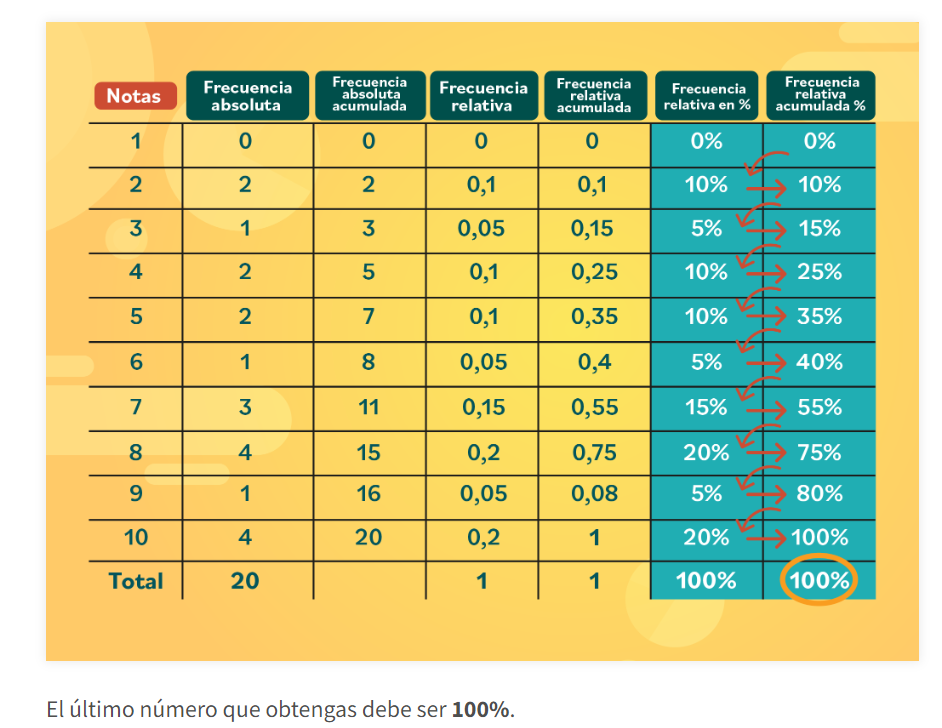 Notas Frecuencia absoluta Frecuencia absoluta acumulada Frecuencia relativa Frecuencia relativa acumulada Frecuencia relativa en % Frecuencia relativa acumulada %
1 0 0 0 0 0% 0%
2 2 2 0,1 0,1 10% 10%
3 1 3 0,05 0,15 5% 15%
4 2 5 0,1 0,25 10% 25%
5 2 7 0,1 0,35 10% 35%
6 1 8 0,05 0,4 5% 40%
7 3 11 0,15 0,55 15% 55%
8 4 15 0,2 0,75 20% 75%
9 1 16 0,05 0,08 5% 80%
10 4 20 0,2 1 20% 100%
Total 20 1 1 100% 100%
El último número que obtengas debe ser 100%.